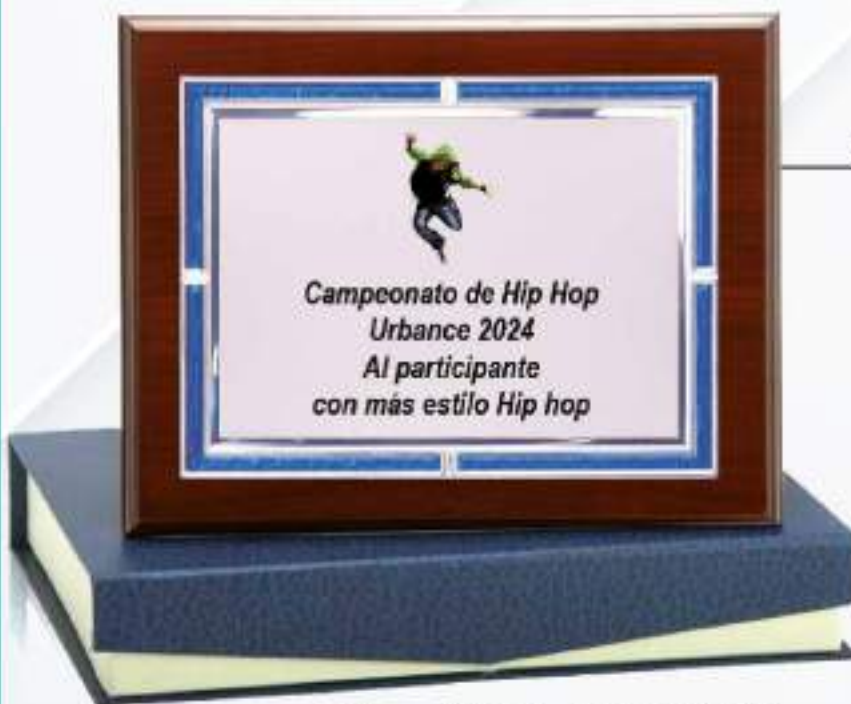 Campeonato de Hip Hop
Urbance 2024
Al participante
con más estilo Hip hop